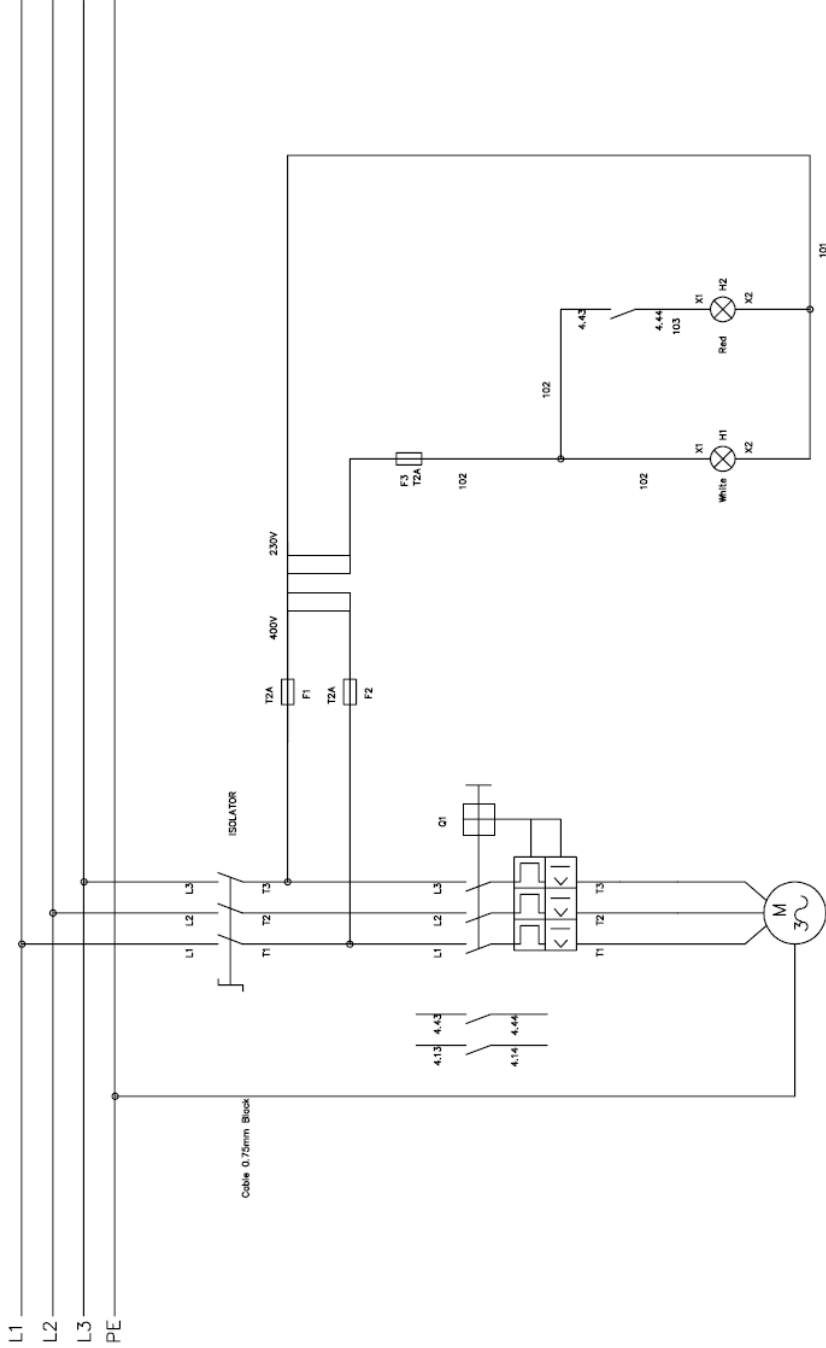 L1
L2
L3
PE
L1
L2
L3
ISOLATOR
T1
T2
T3
T2A
F1
T2A
F2
400V
230V
F3
T2A
102
102
102
4.43
4.44
103
X1
H2
X2
Red
X1
H1
X2
White
101
Q1
L1
L2
L3
T1
T2
T3
M
3
4.43
4.44
4.13
4.14
Cable 0.75mm Black